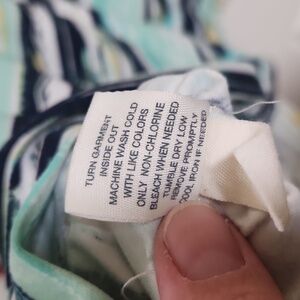 TURN GARMENT
INSIDE OUT
MACHINE WASH COLD
WITH LIKE COLORS
ONLY NON-CHLORINE
BLEACH WHEN NEEDED
TUMBLE DRY LOW
REMOVE PROMPTLY
COOL IRON IF NEEDED